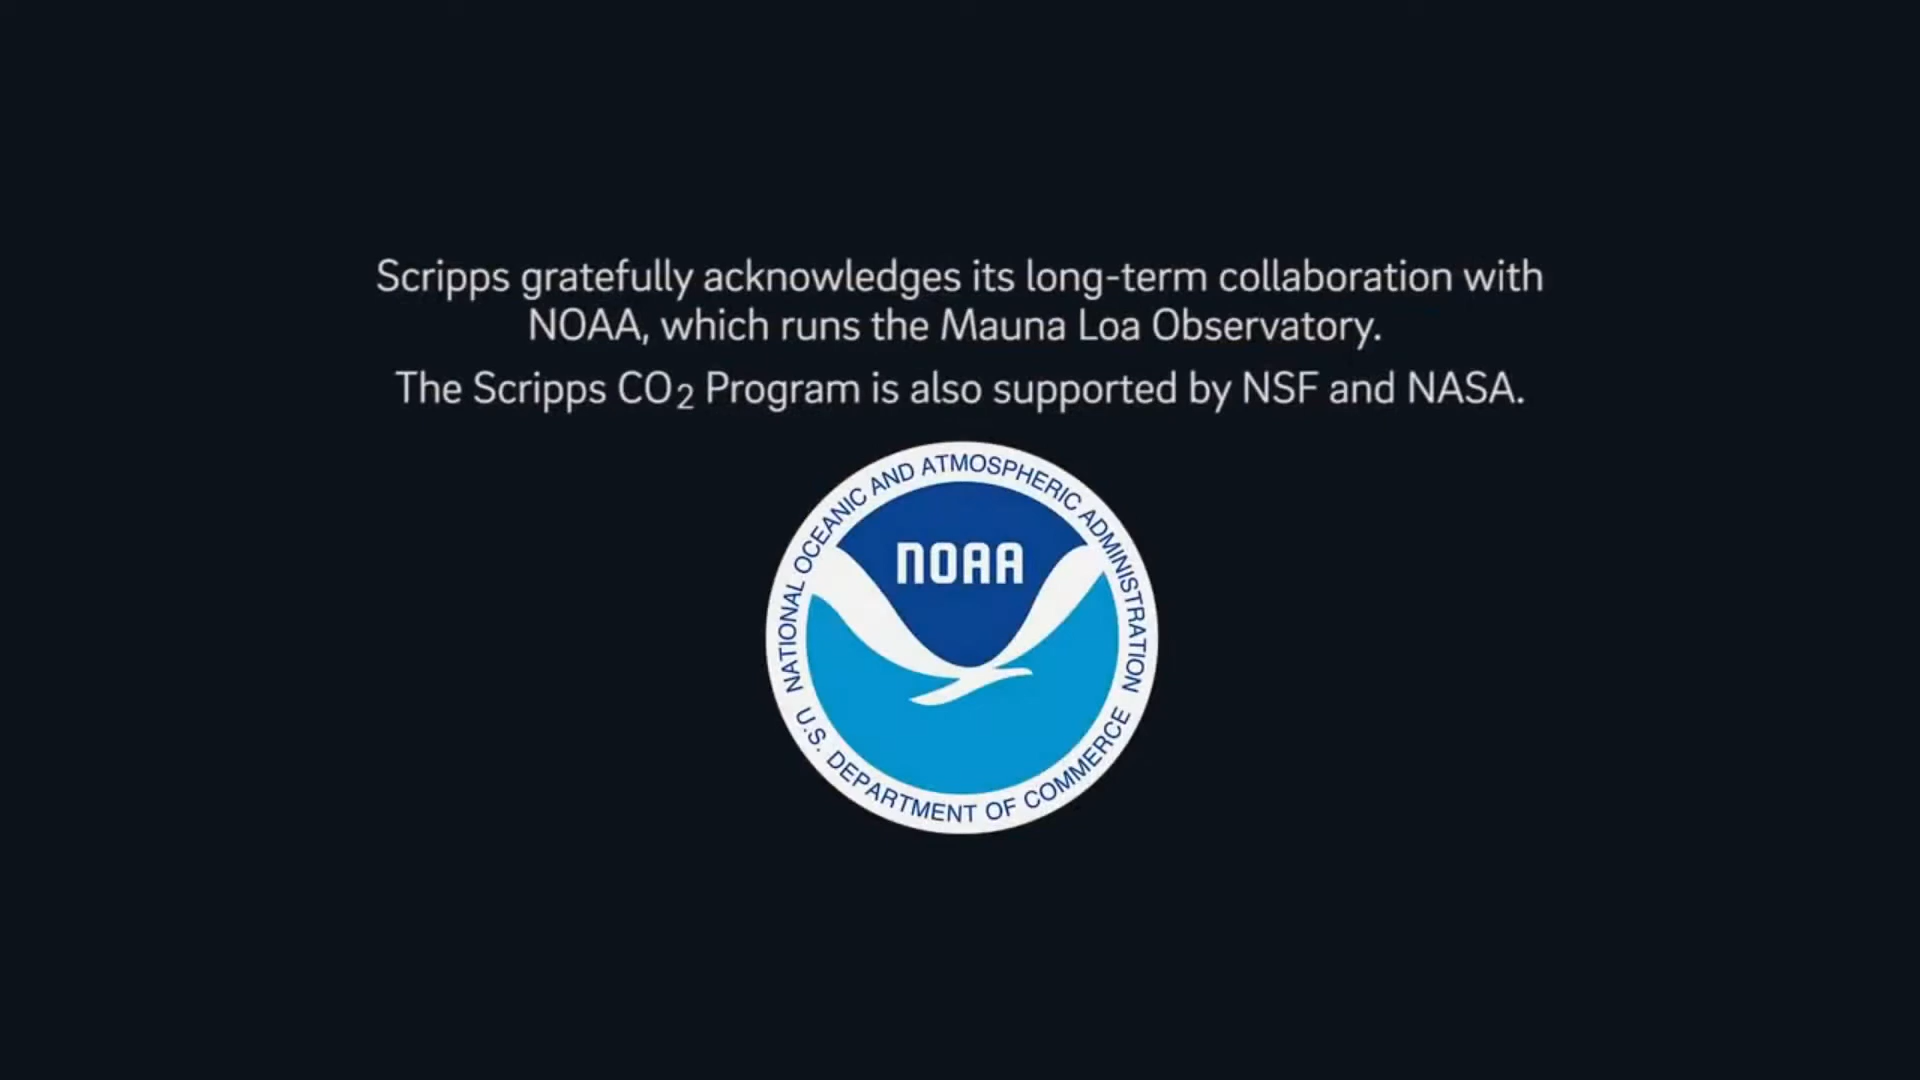 Scripps gratefully acknowledges its long-term collaboration with
NOAA, which runs the Mauna Loa Observatory.
The Scripps CO₂ Program is also supported by NSF and NASA.
NATIONAL OCEANIC AND ATMOSPHERIC ADMINISTRATION
NOAA
U.S. DEPARTMENT OF COMMERCE